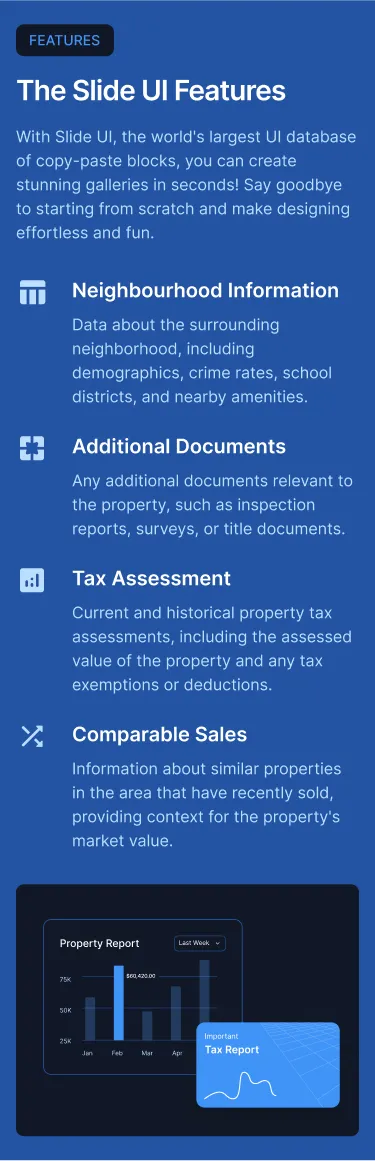 FEATURES
The Slide UI Features
With Slide UI, the world's largest UI database
of copy-paste blocks, you can create
stunning galleries in seconds! Say goodbye
to starting from scratch and make designing
effortless and fun.
Neighbourhood Information
Data about the surrounding
neighborhood, including
demographics, crime rates, school
districts, and nearby amenities.
Additional Documents
Any additional documents relevant to
the property, such as inspection
reports, surveys, or title documents.
Tax Assessment
Current and historical property tax
assessments, including the assessed
value of the property and any tax
exemptions or deductions.
Comparable Sales
Information about similar properties
in the area that have recently sold,
providing context for the property's
market value.
Property Report
Last Week
75K
$60,420.00
50K
25K
Jan Feb Mar Apr
Important
Tax Report